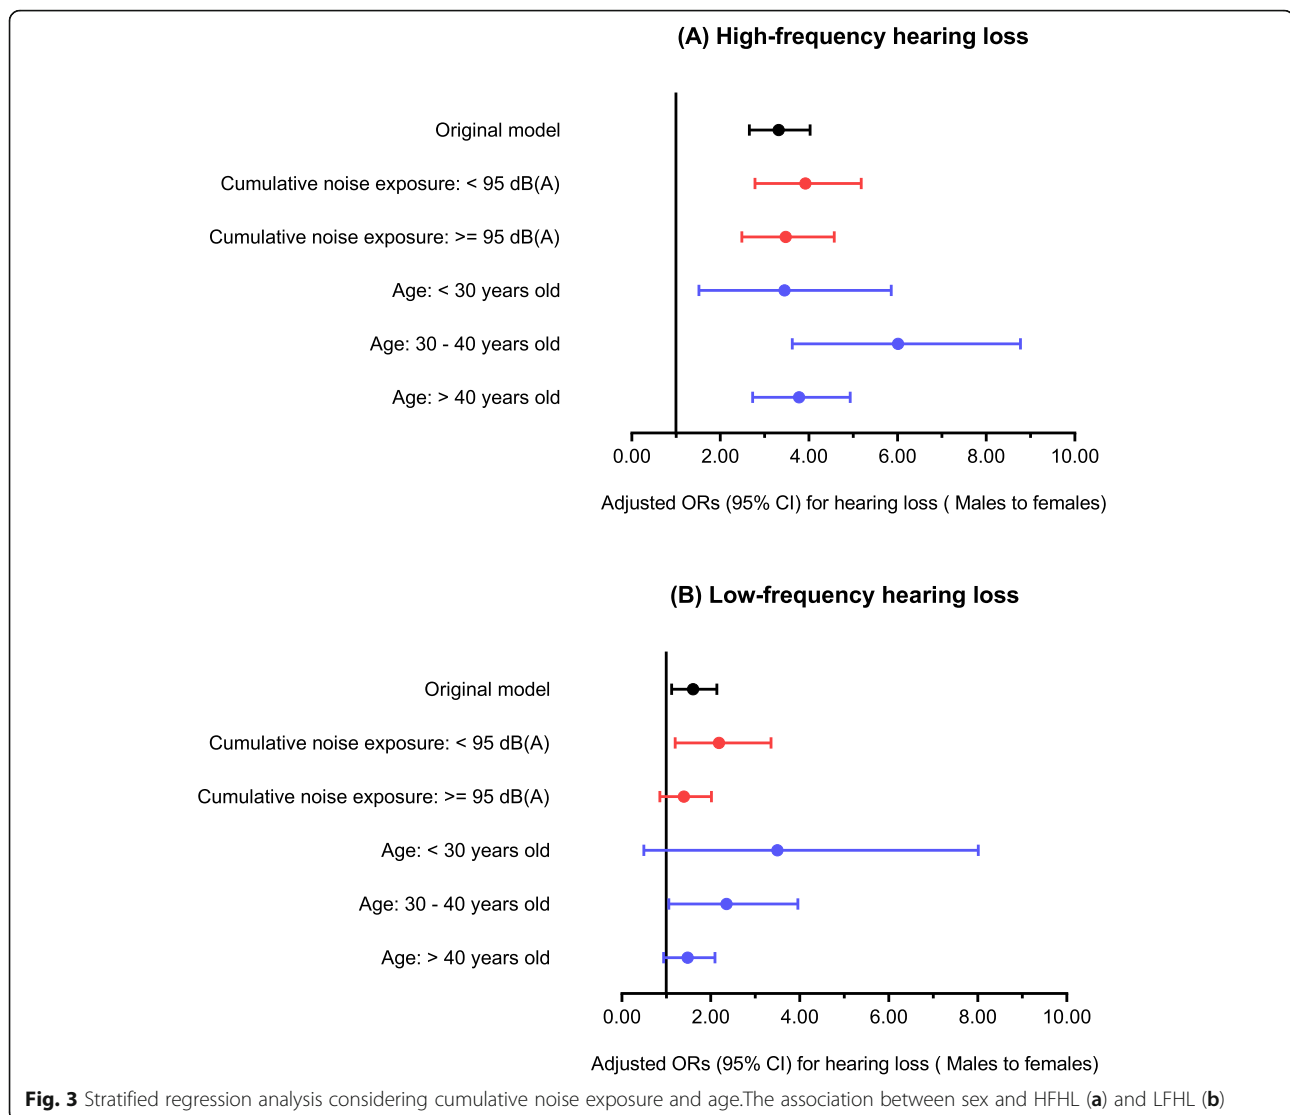 (A) High-frequency hearing loss
Original model
Cumulative noise exposure: < 95 dB(A)
Cumulative noise exposure: >= 95 dB(A)
Age: < 30 years old
Age: 30 - 40 years old
Age: > 40 years old
0.00 2.00 4.00 6.00 8.00 10.00
Adjusted ORs (95% CI) for hearing loss ( Males to females)
(B) Low-frequency hearing loss
Original model
Cumulative noise exposure: < 95 dB(A)
Cumulative noise exposure: >= 95 dB(A)
Age: < 30 years old
Age: 30 - 40 years old
Age: > 40 years old
0.00 2.00 4.00 6.00 8.00 10.00
Adjusted ORs (95% CI) for hearing loss ( Males to females)
Fig. 3 Stratified regression analysis considering cumulative noise exposure and age.The association between sex and HFHL (a) and LFHL (b)